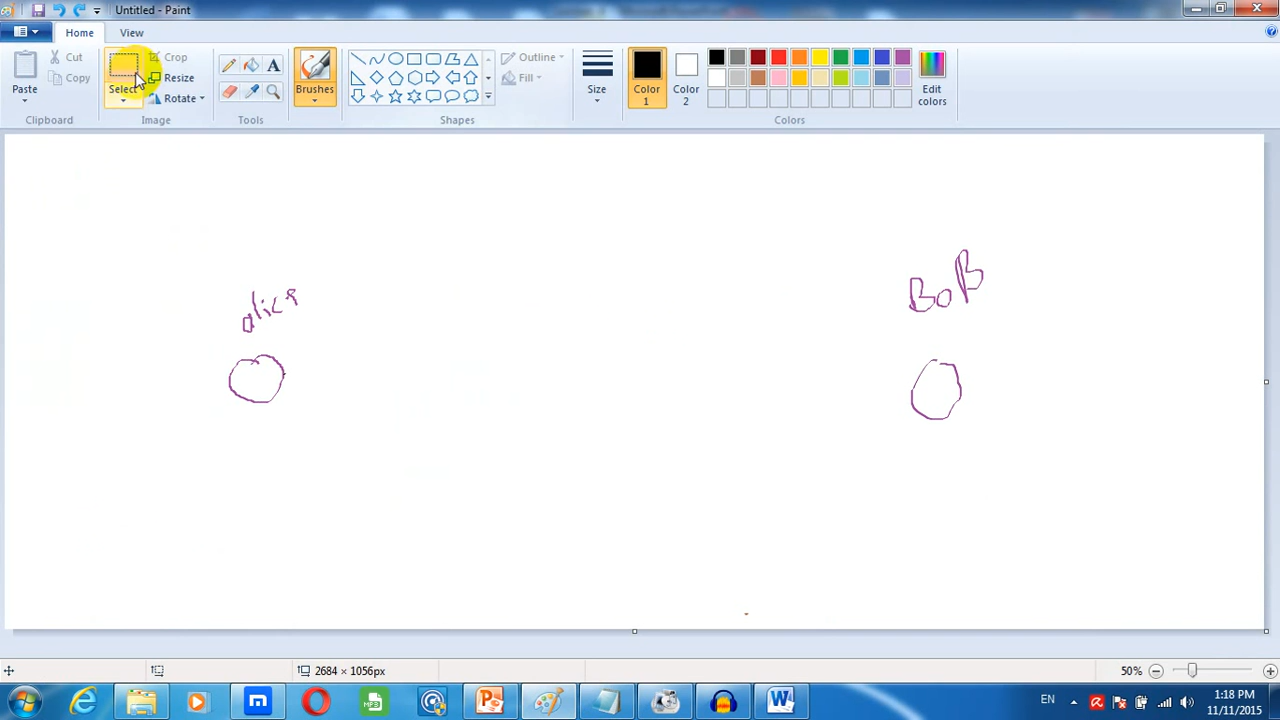 Untitled - Paint
Home View
Paste
Cut
Copy
Clipboard
Select
Crop
Resize
Rotate
Image
Tools
Brushes
Shapes
Outline
Fill
Size
Color 1
Color 2
Edit colors
Colors
alice
BoB
2684 × 1056px
50%
EN
1:18 PM
11/11/2015